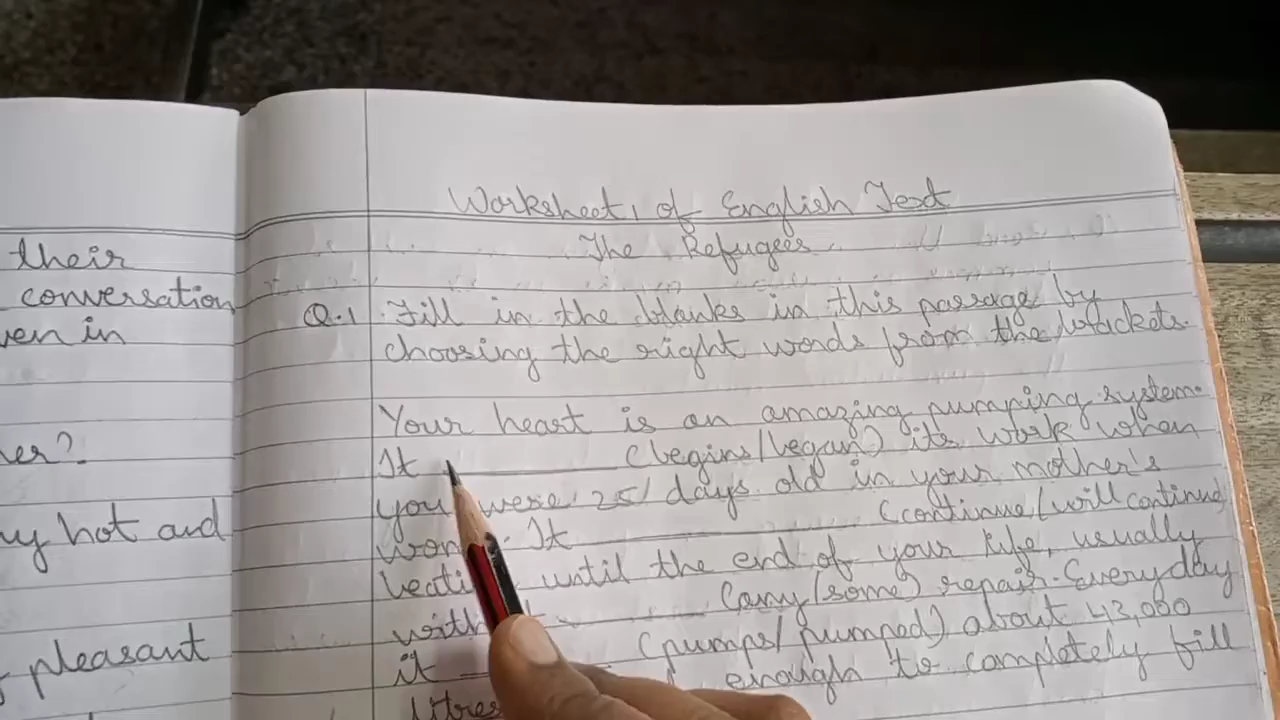 their
conversation
ven in
her?
ny hot and
pleasant
Worksheet 1 of English Text
The Refugees
Q.1 Fill in the blanks in this passage by
choosing the right words from the brackets.
Your heart is an amazing pumping system.
It ________ (begins/began) its work when
you were 25 days old in your mother's
It ________ (continue/will continue)
until the end of your life, usually
________ (any/some) repair. Everyday
it ________ (pumps/pumped) about 43,000
litres enough to completely fill